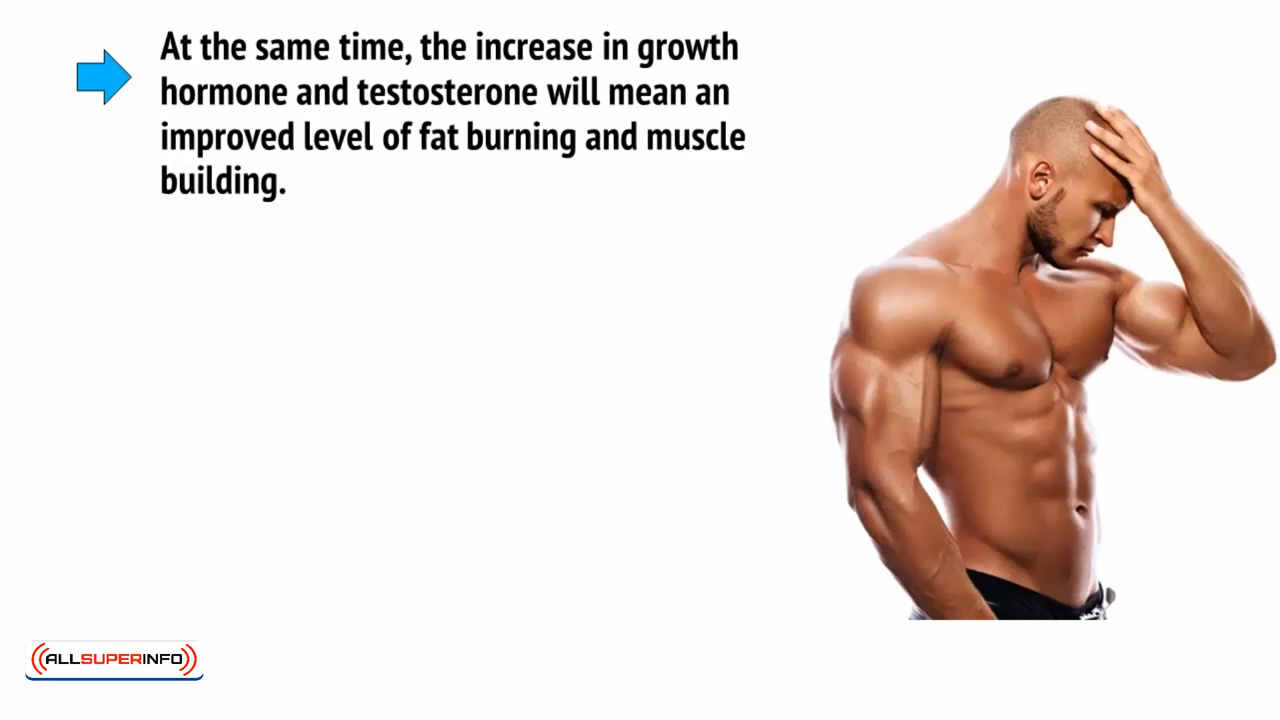 At the same time, the increase in growth
hormone and testosterone will mean an
improved level of fat burning and muscle
building.
ALLSUPERINFO